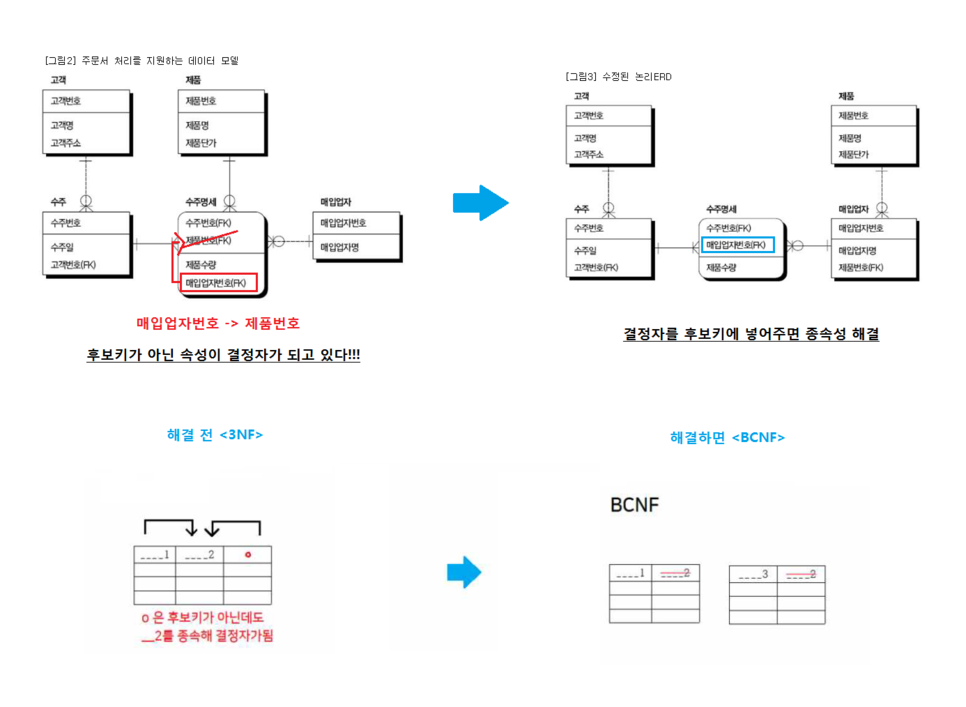 [그림2] 주문서 처리를 지원하는 데이터 모델
고객
고객번호
고객명
고객주소
제품
제품번호
제품명
제품단가
수주
수주번호
수주일
고객번호(FK)
수주명세
수주번호(FK)
제품번호(FK)
제품수량
매입업자번호(FK)
매입업자
매입업자번호
매입업자명
매입업자번호 -> 제품번호
후보키가 아닌 속성이 결정자가 되고 있다!!!
[그림3] 수정된 논리ERD
고객
고객번호
고객명
고객주소
제품
제품번호
제품명
제품단가
수주
수주번호
수주일
고객번호(FK)
수주명세
수주번호(FK)
매입업자번호(FK)
제품수량
매입업자
매입업자번호
매입업자명
제품번호(FK)
결정자를 후보키에 넣어주면 종속성 해결
해결 전 <3NF>
해결하면 <BCNF>
____1 ____2 o
o 은 후보키가 아닌데도
__2를 종속해 결정자가됨
BCNF
____1 ____2
____3 ____2